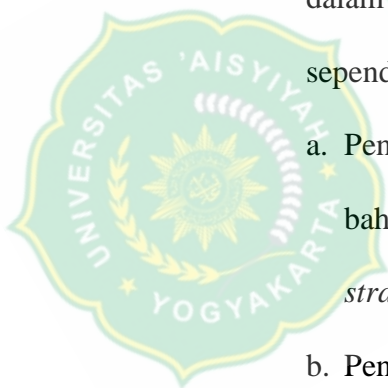 dalam
sepend
a. Pen
bah
stra
b. Pen
UNIVERSITAS 'AISYIYAH
YOGYAKARTA